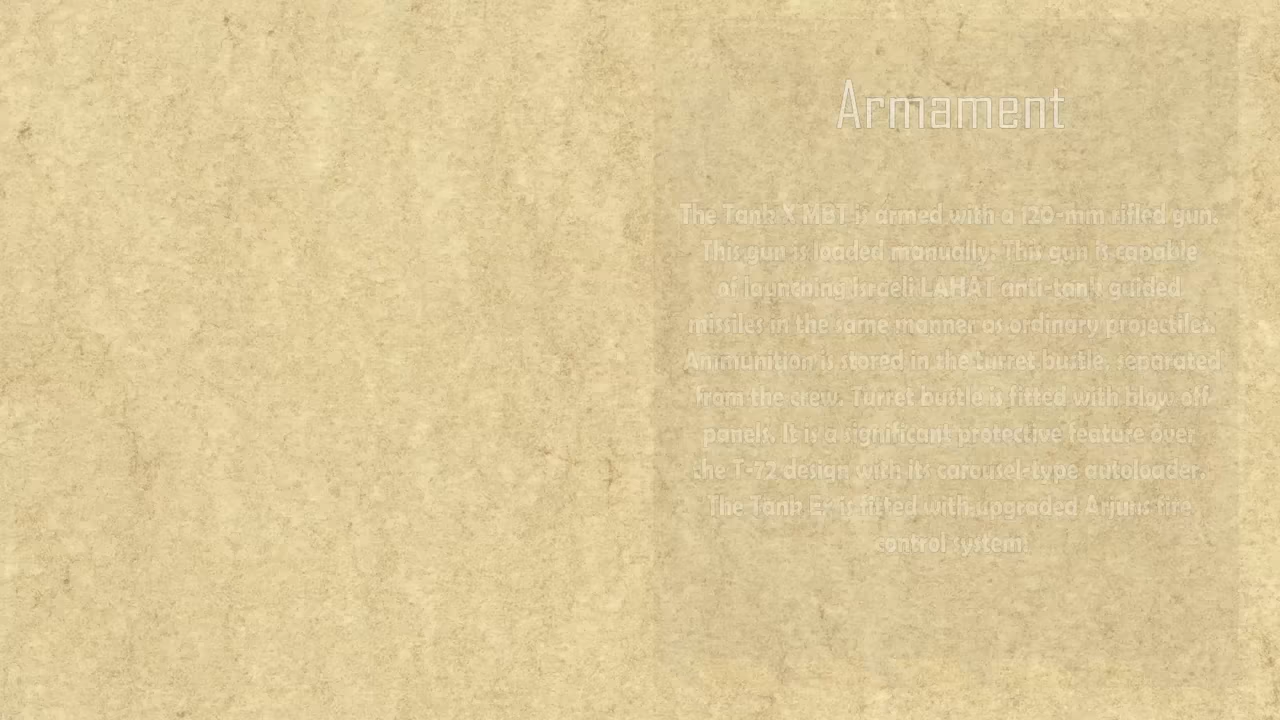 Armament
The Tank X MBT is armed with a 120-mm rifled gun.
This gun is loaded manually. This gun is capable
of launching Israeli LAHAT anti-tank guided
missiles in the same manner as ordinary projectiles.
Ammunition is stored in the turret bustle, separated
from the crew. Turret bustle is fitted with blow off
panels. It is a significant protective feature over
the T-72 design with its carousel-type autoloader.
The Tank Ex is fitted with upgraded Arjun's fire
control system.